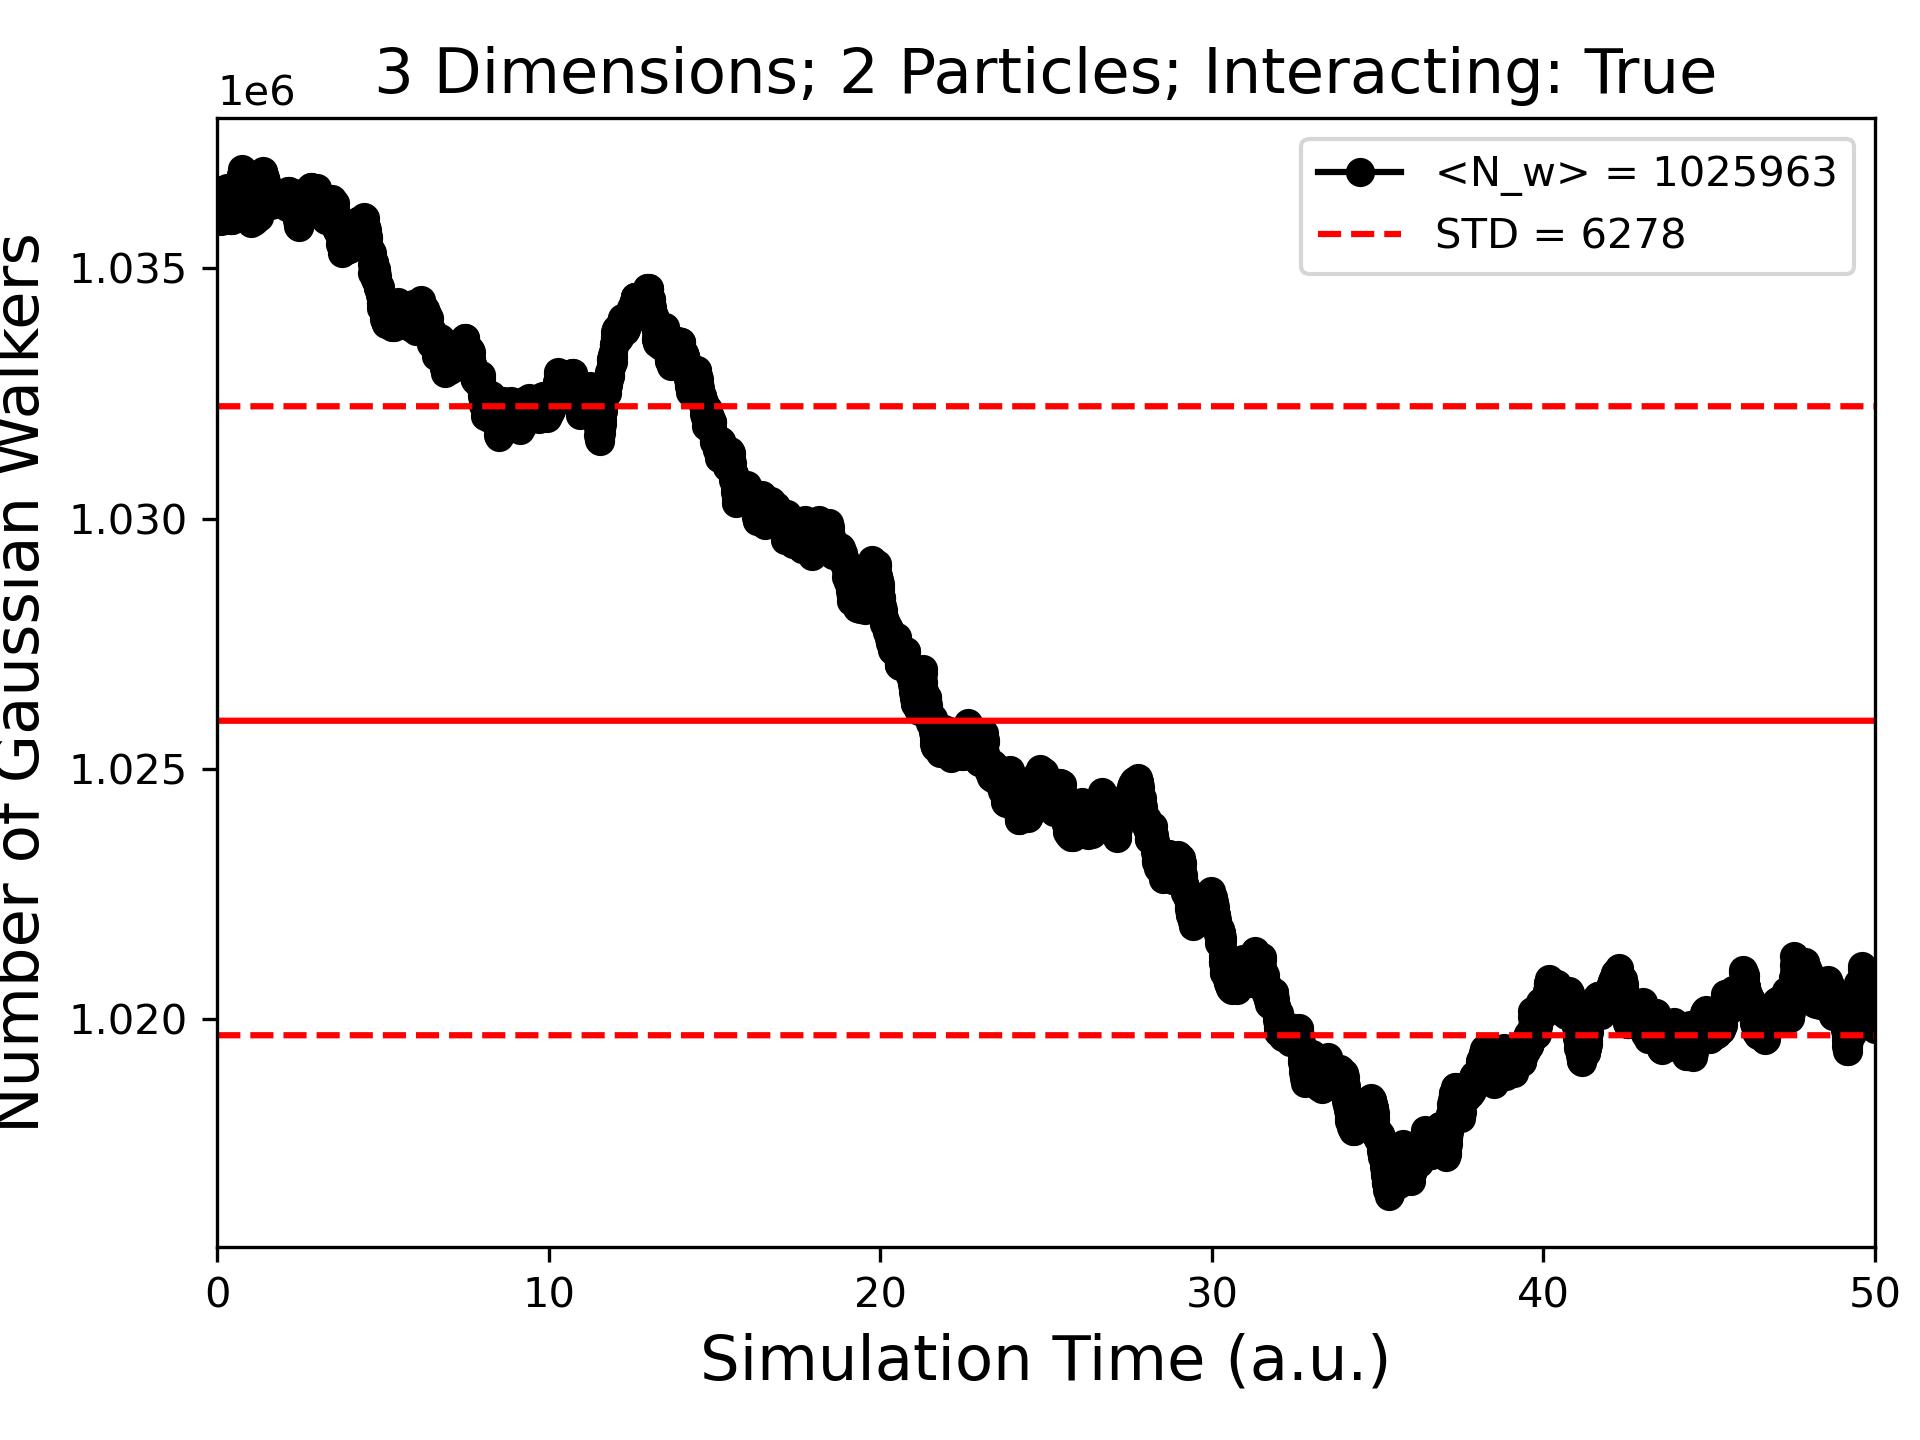 3 Dimensions; 2 Particles; Interacting: True
1e6
<N_w> = 1025963
STD = 6278
1.035
1.030
1.025
1.020
Number of Gaussian Walkers
0 10 20 30 40 50
Simulation Time (a.u.)